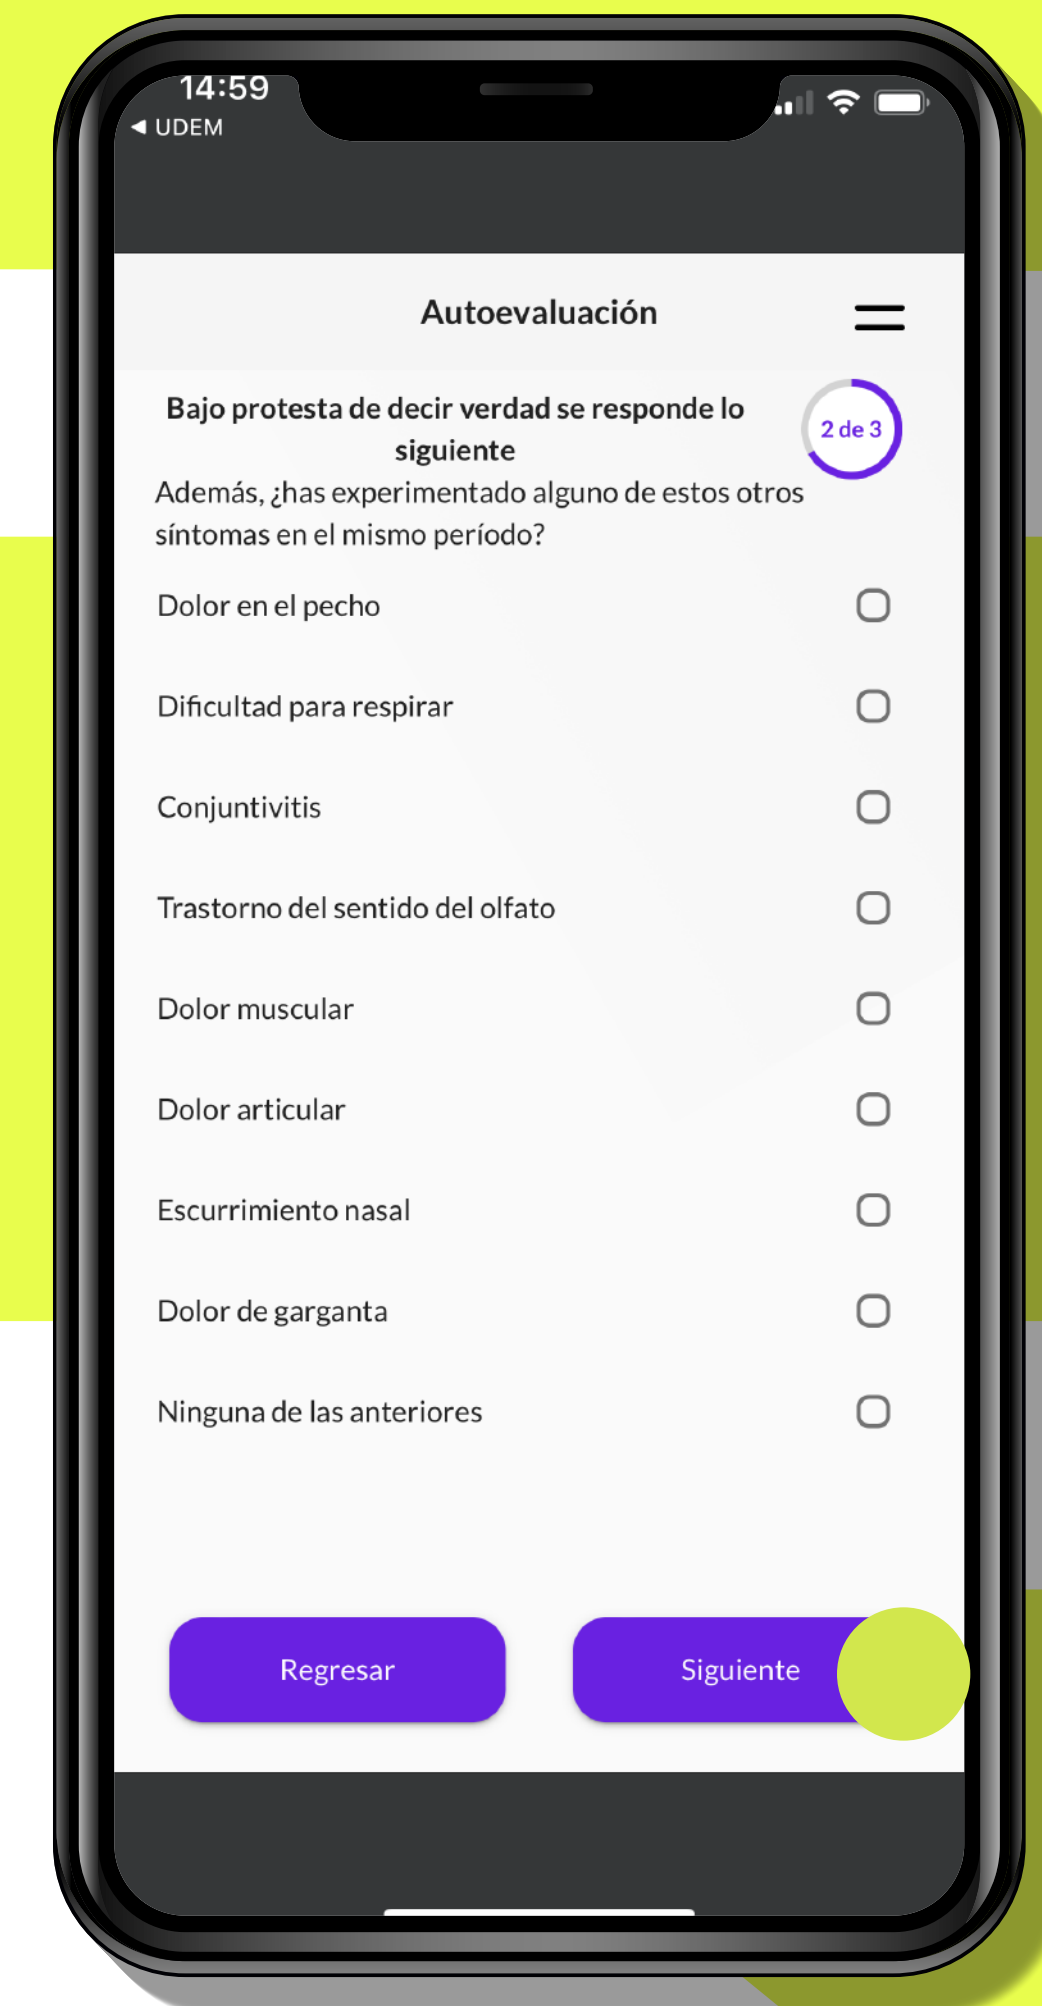 14:59
◀ UDEM
Autoevaluación
Bajo protesta de decir verdad se responde lo
siguiente
2 de 3
Además, ¿has experimentado alguno de estos otros
síntomas en el mismo período?
Dolor en el pecho
Dificultad para respirar
Conjuntivitis
Trastorno del sentido del olfato
Dolor muscular
Dolor articular
Escurrimiento nasal
Dolor de garganta
Ninguna de las anteriores
Regresar
Siguiente